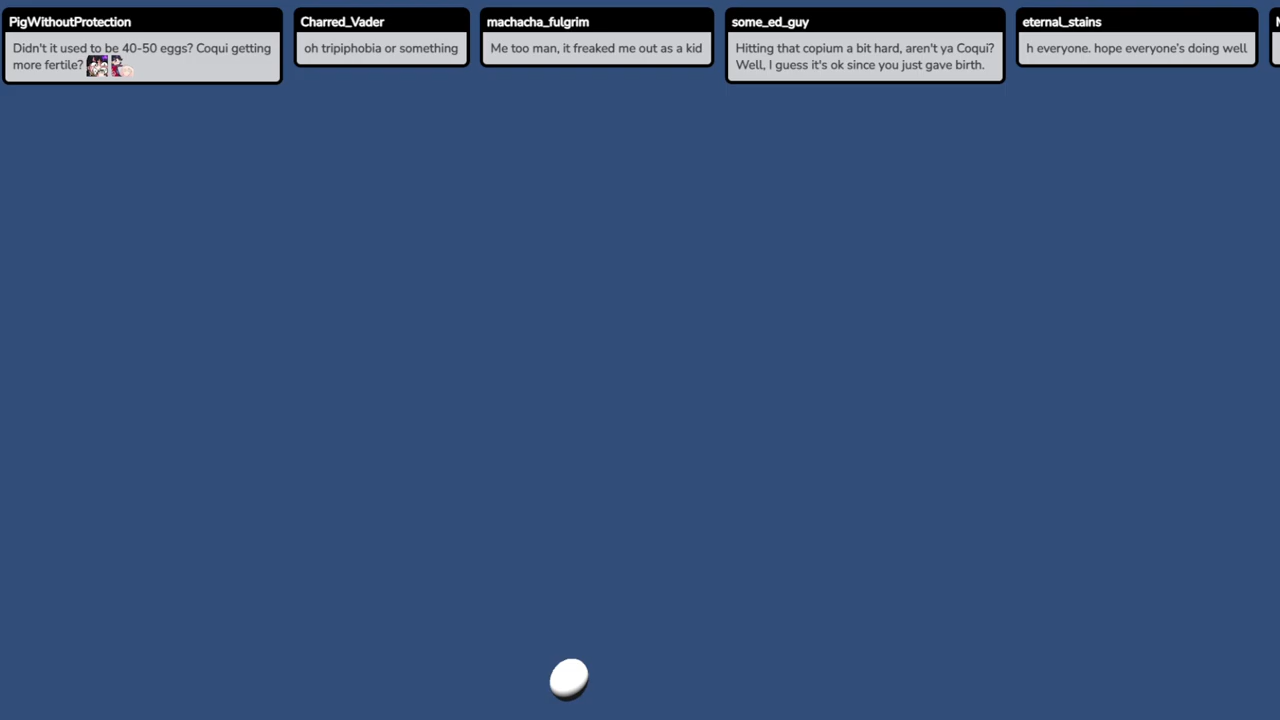 PigWithoutProtection
Didn't it used to be 40-50 eggs? Coqui getting
more fertile?
Charred_Vader
oh tripiphobia or something
machacha_fulgrim
Me too man, it freaked me out as a kid
some_ed_guy
Hitting that copium a bit hard, aren't ya Coqui?
Well, I guess it's ok since you just gave birth.
eternal_stains
h everyone. hope everyone's doing well